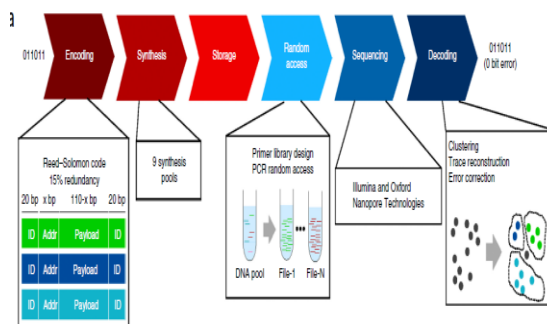 a
011011
Encoding
Synthesis
Storage
Random
access
Sequencing
Decoding
011011
(0 bit error)
Reed–Solomon code
15% redundancy
20 bp x bp 110-x bp 20 bp
ID Addr Payload ID
ID Addr Payload ID
ID Addr Payload ID
9 synthesis
pools
Primer library design
PCR random access
DNA pool File-1 File-N
Illumina and Oxford
Nanopore Technologies
Clustering
Trace reconstruction
Error correction